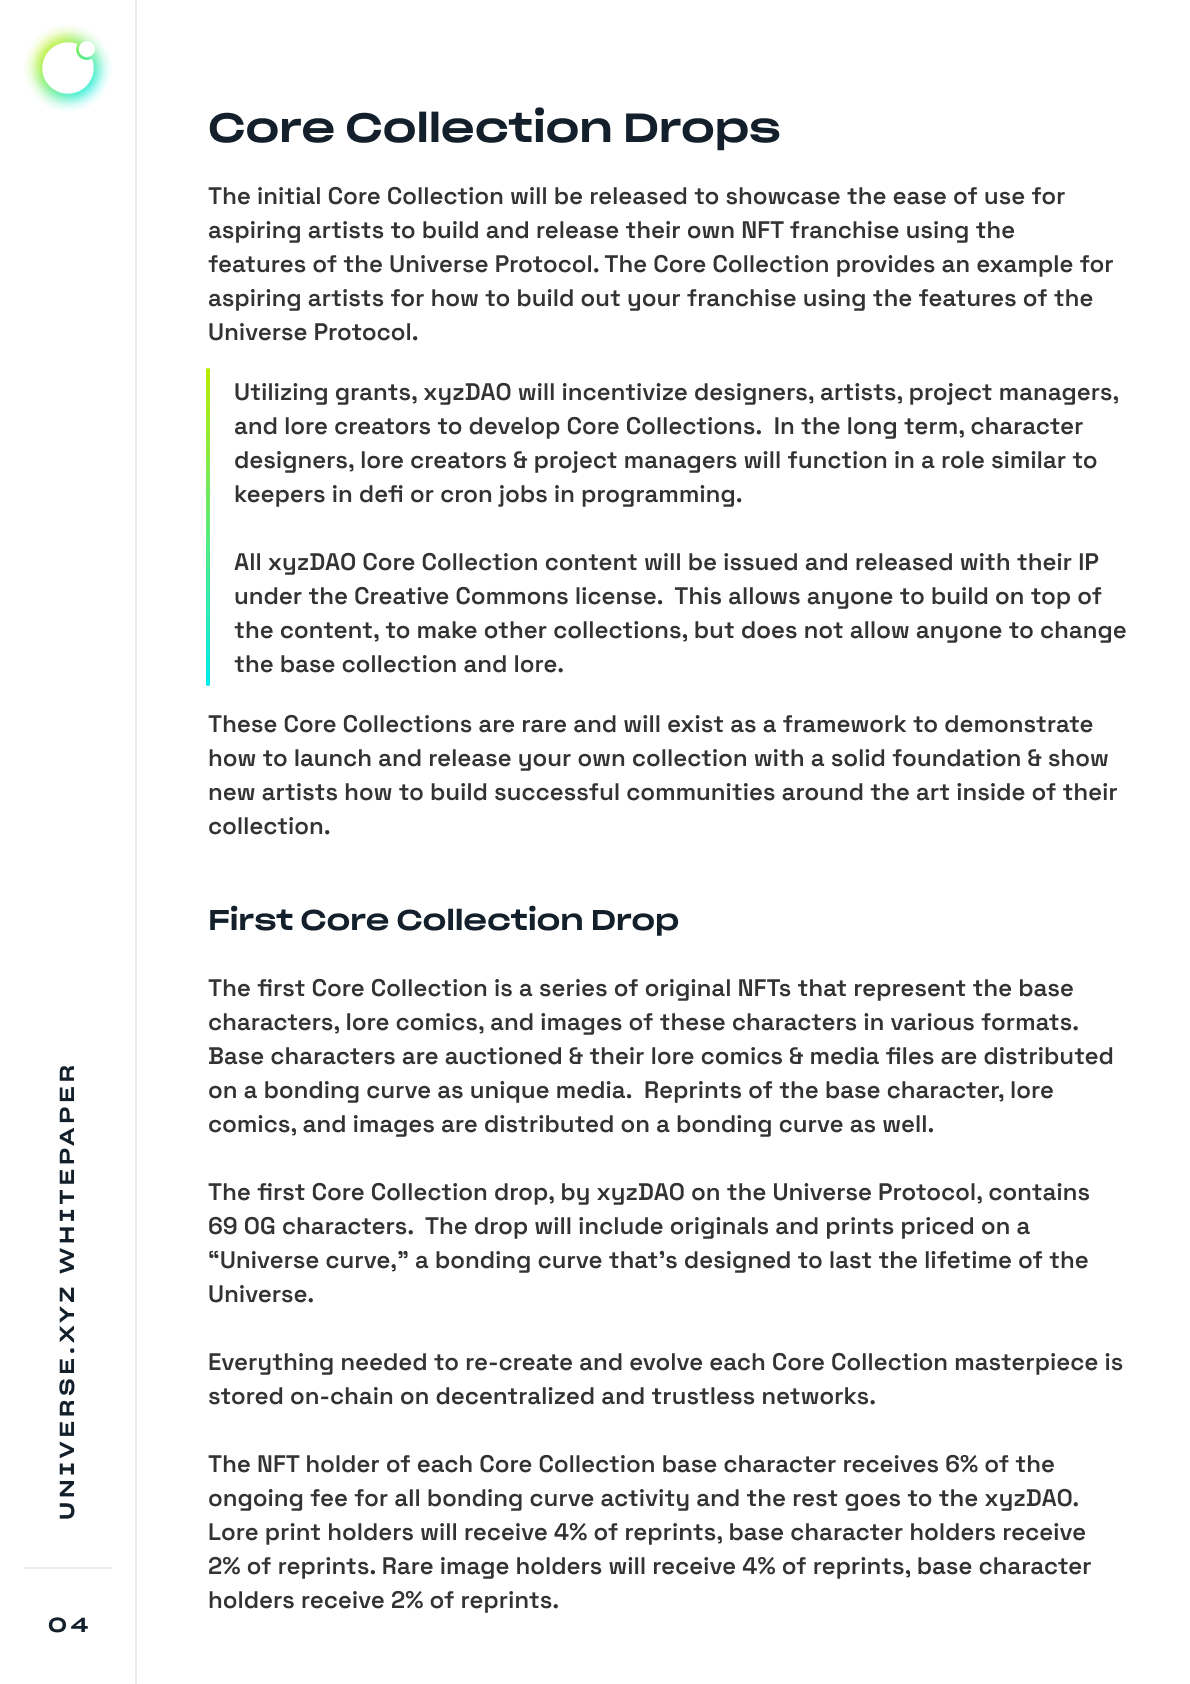 Core Collection Drops
The initial Core Collection will be released to showcase the ease of use for
aspiring artists to build and release their own NFT franchise using the
features of the Universe Protocol. The Core Collection provides an example for
aspiring artists for how to build out your franchise using the features of the
Universe Protocol.
Utilizing grants, xyzDAO will incentivize designers, artists, project managers,
and lore creators to develop Core Collections.  In the long term, character
designers, lore creators & project managers will function in a role similar to
keepers in defi or cron jobs in programming.
All xyzDAO Core Collection content will be issued and released with their IP
under the Creative Commons license.  This allows anyone to build on top of
the content, to make other collections, but does not allow anyone to change
the base collection and lore.
These Core Collections are rare and will exist as a framework to demonstrate
how to launch and release your own collection with a solid foundation & show
new artists how to build successful communities around the art inside of their
collection.
First Core Collection Drop
The first Core Collection is a series of original NFTs that represent the base
characters, lore comics, and images of these characters in various formats.
Base characters are auctioned & their lore comics & media files are distributed
on a bonding curve as unique media.  Reprints of the base character, lore
comics, and images are distributed on a bonding curve as well.
The first Core Collection drop, by xyzDAO on the Universe Protocol, contains
69 OG characters.  The drop will include originals and prints priced on a
“Universe curve,” a bonding curve that’s designed to last the lifetime of the
Universe.
Everything needed to re-create and evolve each Core Collection masterpiece is
stored on-chain on decentralized and trustless networks.
The NFT holder of each Core Collection base character receives 6% of the
ongoing fee for all bonding curve activity and the rest goes to the xyzDAO.
Lore print holders will receive 4% of reprints, base character holders receive
2% of reprints. Rare image holders will receive 4% of reprints, base character
holders receive 2% of reprints.
UNIVERSE.XYZ WHITEPAPER
04